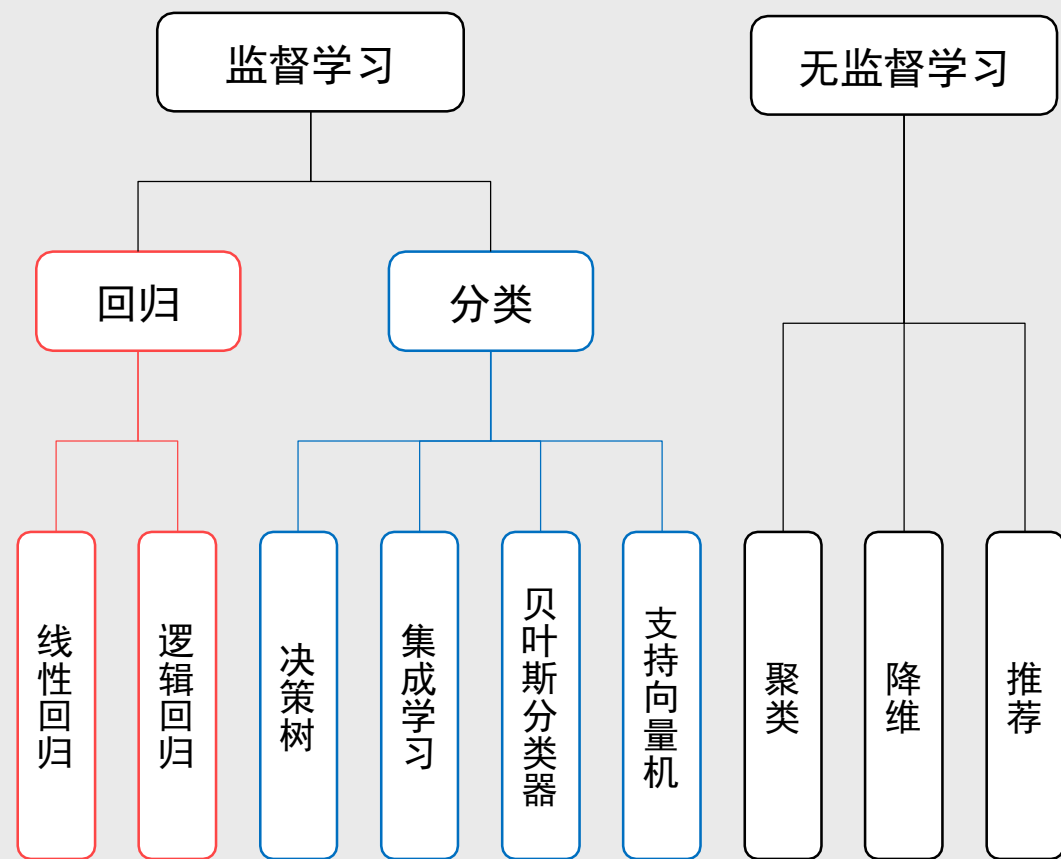 监督学习
无监督学习
回归
分类
线性回归
逻辑回归
决策树
集成学习
贝叶斯分类器
支持向量机
聚类
降维
推荐